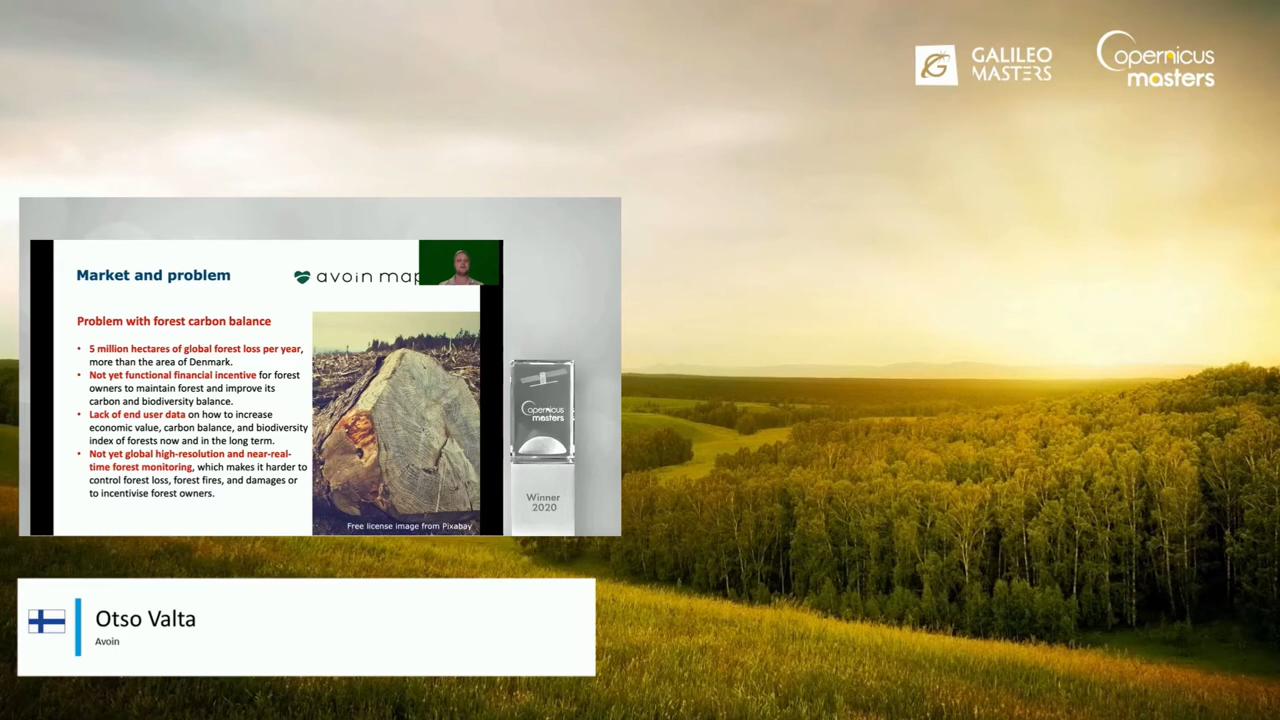 GALILEO
MASTERS
Copernicus
masters
Market and problem
avoin map
Problem with forest carbon balance
• 5 million hectares of global forest loss per year,
more than the area of Denmark.
• Not yet functional financial incentive for forest
owners to maintain forest and improve its
carbon and biodiversity balance.
• Lack of end user data on how to increase
economic value, carbon balance, and biodiversity
index of forests now and in the long term.
• Not yet global high-resolution and near-real-
time forest monitoring, which makes it harder to
control forest loss, forest fires, and damages or
to incentivise forest owners.
Free license image from Pixabay
Copernicus
masters
Winner
2020
Otso Valta
Avoin